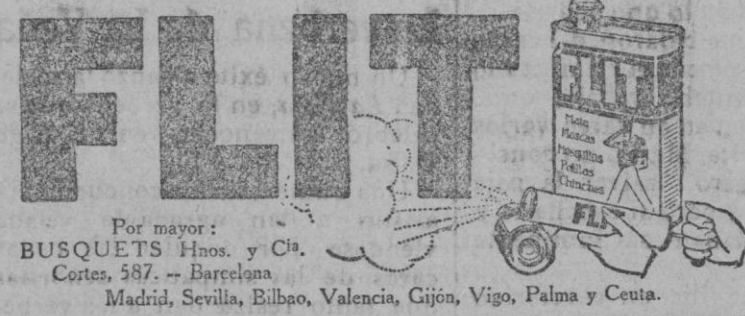 FLIT
FLIT
Mata
Moscas
Mosquitos
Polillas
Chinches
FLIT
Por mayor:
BUSQUETS Hnos. y Cía.
Cortes, 587. -- Barcelona
Madrid, Sevilla, Bilbao, Valencia, Gijón, Vigo, Palma y Ceuta.